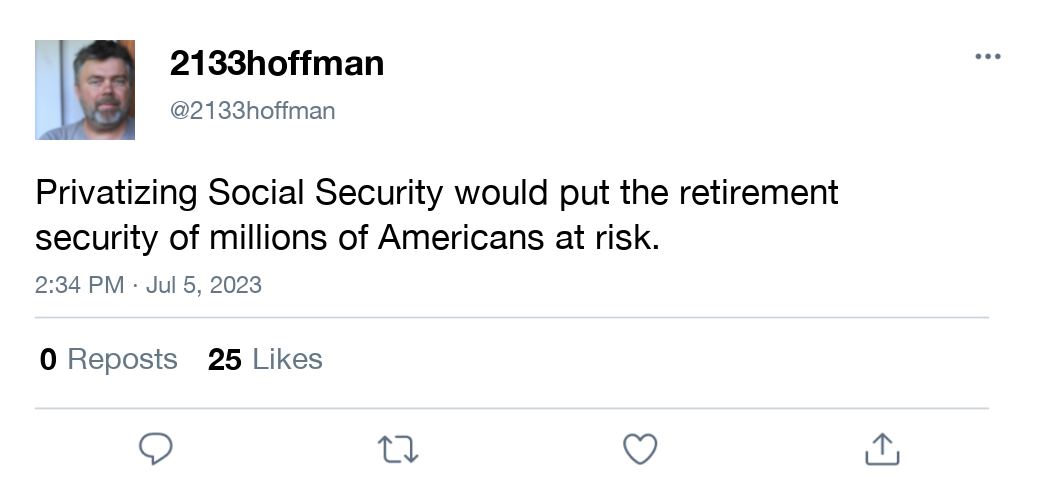 2133hoffman
@2133hoffman
Privatizing Social Security would put the retirement
security of millions of Americans at risk.
2:34 PM · Jul 5, 2023
0 Reposts 25 Likes